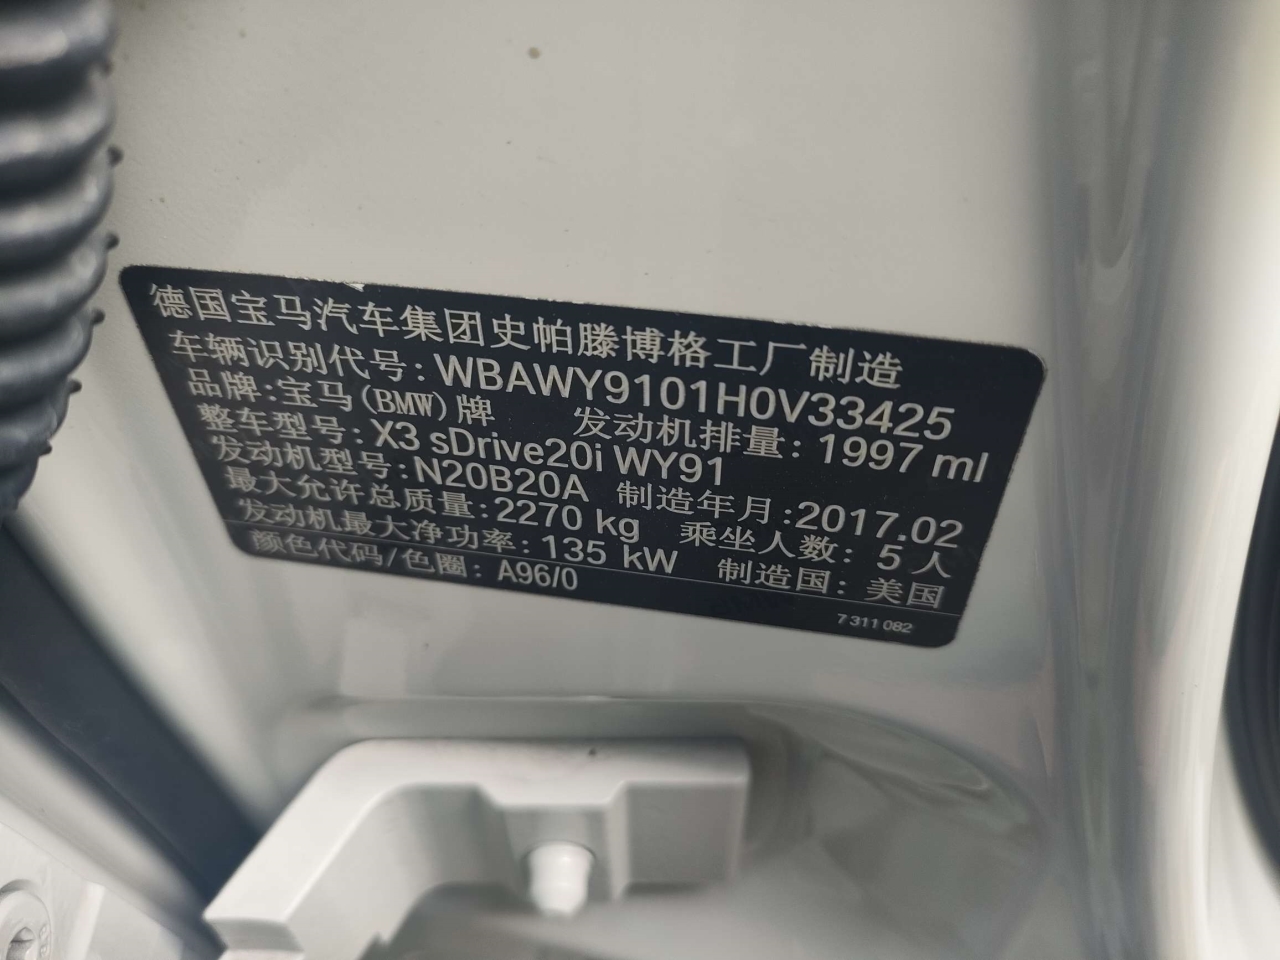 德国宝马汽车集团史帕滕博格工厂制造
车辆识别代号: WBAWY9101H0V33425
品牌:宝马(BMW)牌 发动机排量: 1997 ml
整车型号: X3 sDrive20i WY91
发动机型号: N20B20A 制造年月:2017.02
最大允许总质量:2270 kg 乘坐人数: 5 人
发动机最大净功率: 135 kW 制造国: 美国
颜色代码/色圈: A96/0
7 311 082